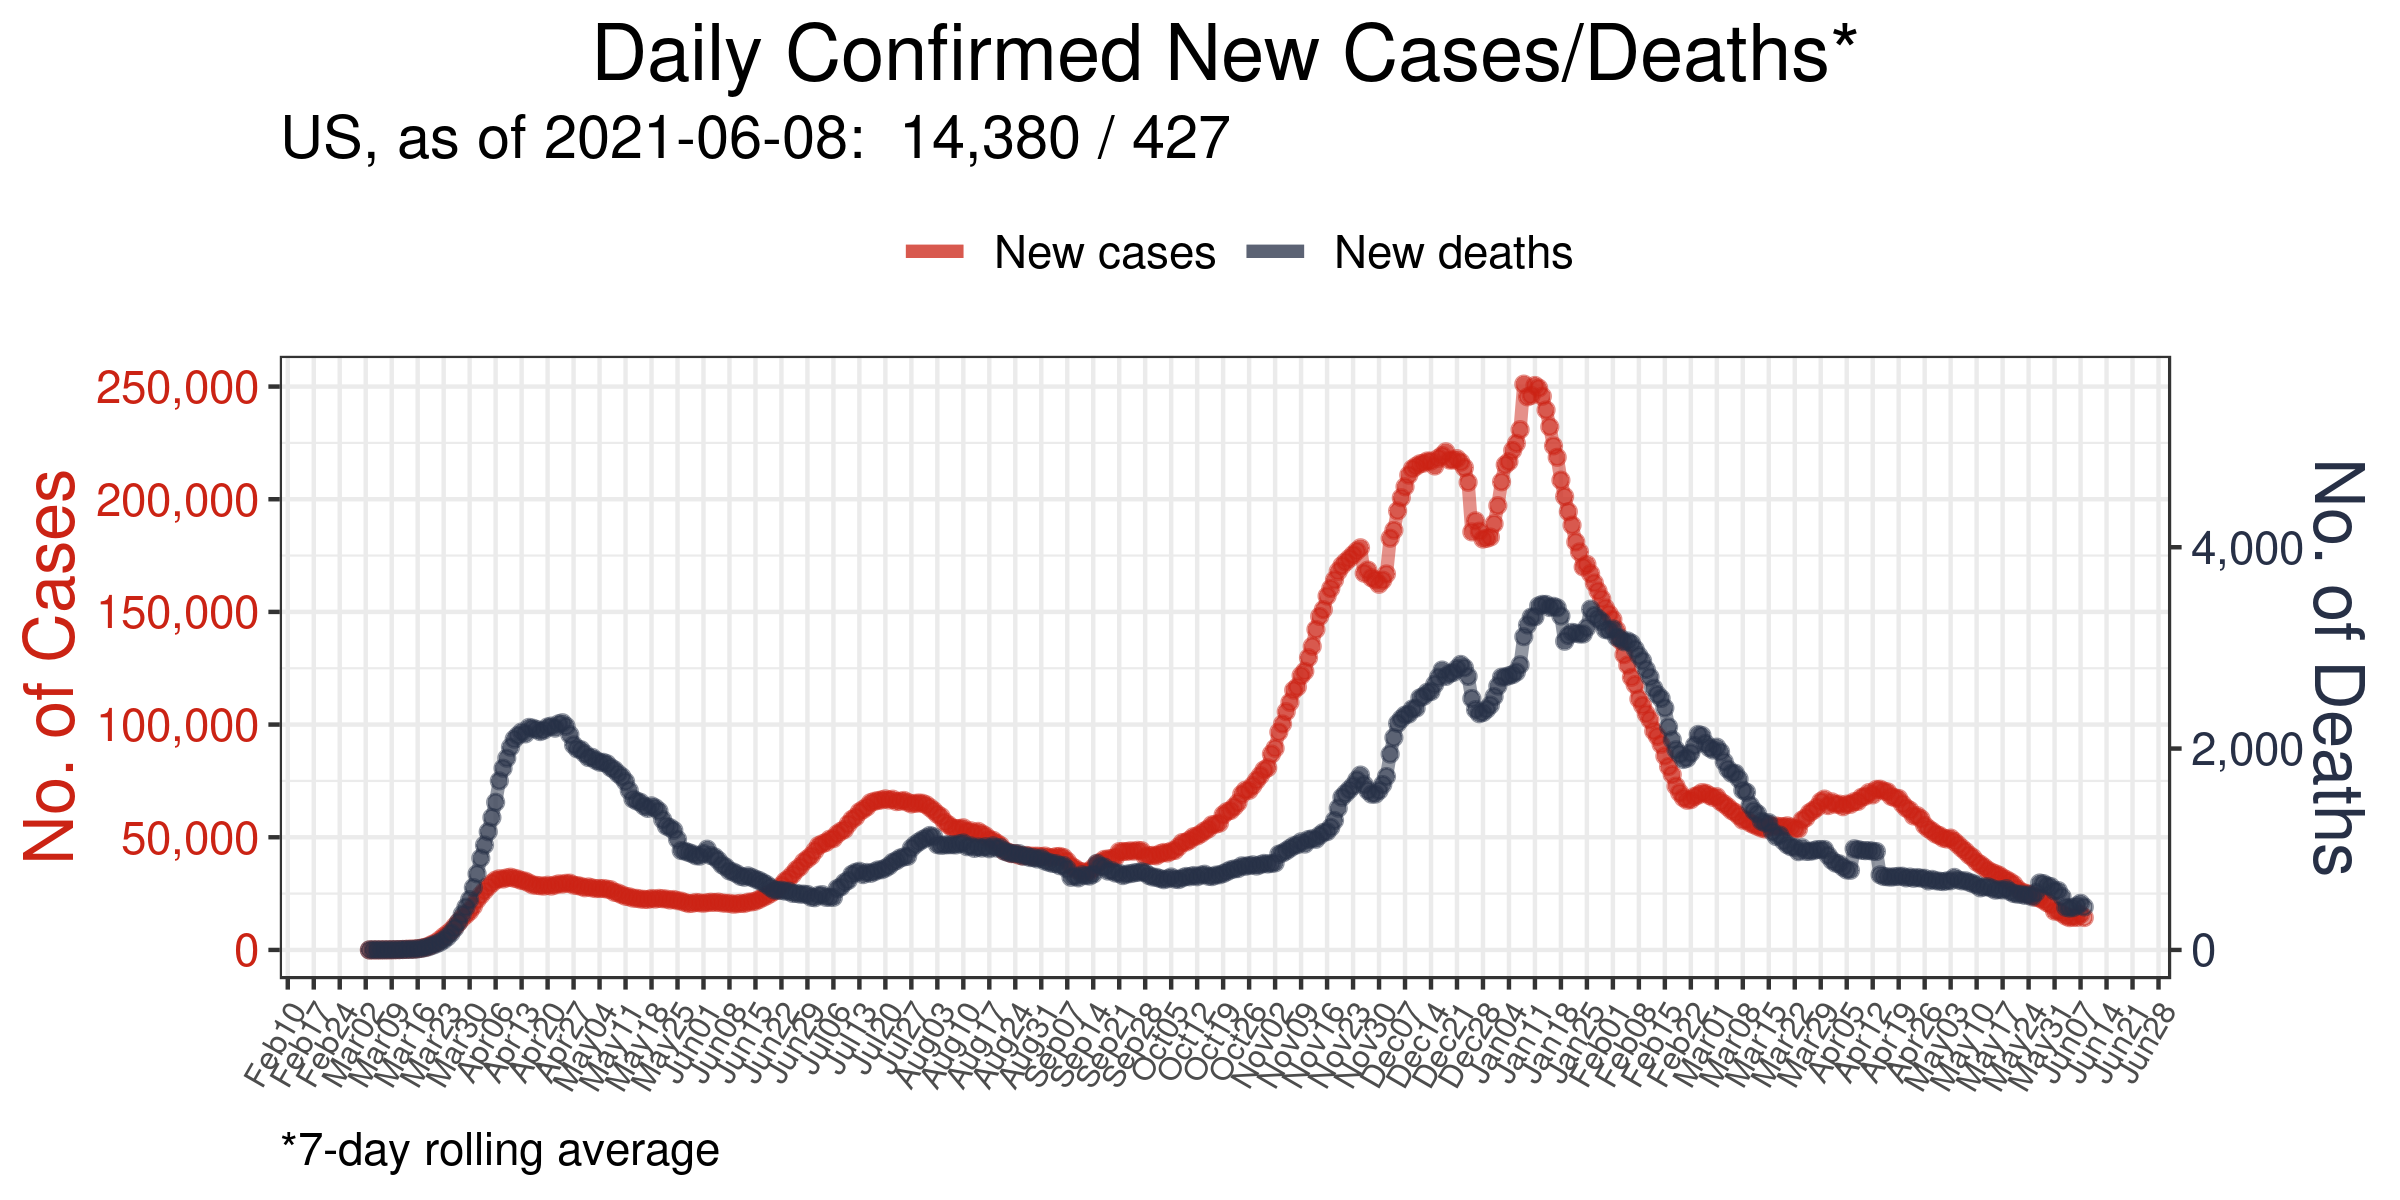 Daily Confirmed New Cases/Deaths*
US, as of 2021-06-08:  14,380 / 427
New cases
New deaths
No. of Cases
250,000
200,000
150,000
100,000
50,000
0
No. of Deaths
4,000
2,000
0
Feb10
Feb17
Feb24
Mar02
Mar09
Mar16
Mar23
Mar30
Apr06
Apr13
Apr20
Apr27
May04
May11
May18
May25
Jun01
Jun08
Jun15
Jun22
Jun29
Jul06
Jul13
Jul20
Jul27
Aug03
Aug10
Aug17
Aug24
Aug31
Sep07
Sep14
Sep21
Sep28
Oct05
Oct12
Oct19
Oct26
Nov02
Nov09
Nov16
Nov23
Nov30
Dec07
Dec14
Dec21
Dec28
Jan04
Jan11
Jan18
Jan25
Feb01
Feb08
Feb15
Feb22
Mar01
Mar08
Mar15
Mar22
Mar29
Apr05
Apr12
Apr19
Apr26
May03
May10
May17
May24
May31
Jun07
Jun14
Jun21
Jun28
*7-day rolling average